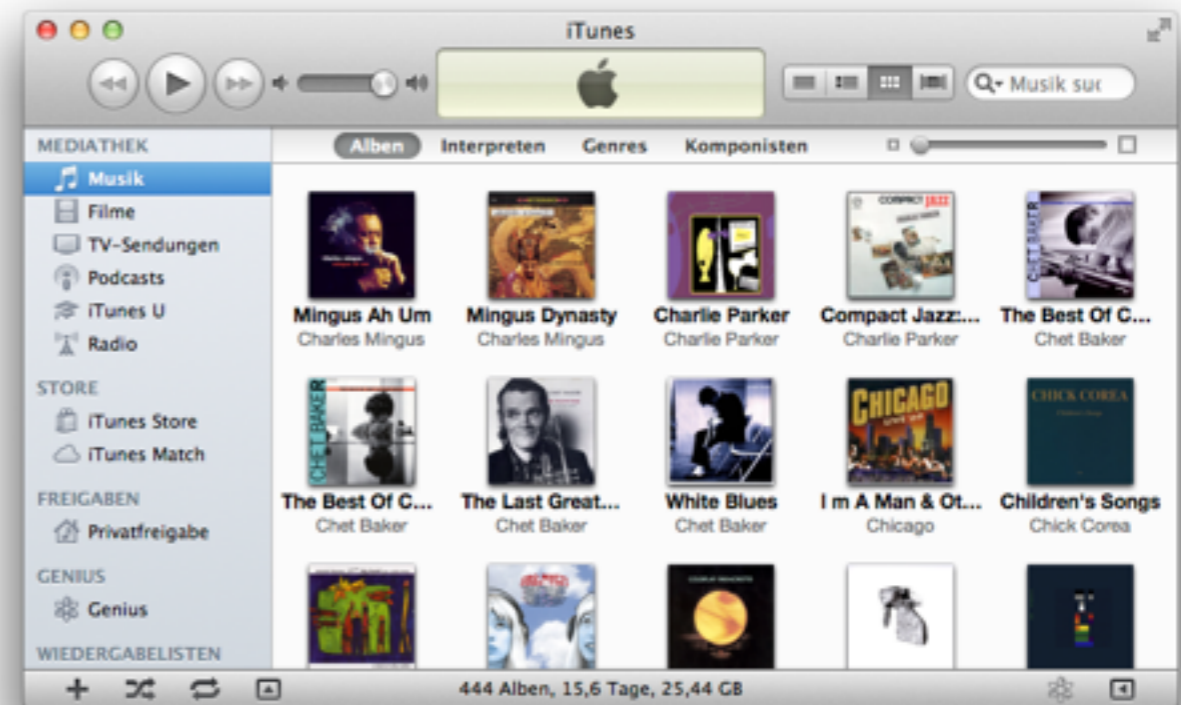 iTunes
Musik suc
MEDIATHEK
Musik
Filme
TV-Sendungen
Podcasts
iTunes U
Radio
STORE
iTunes Store
iTunes Match
FREIGABEN
Privatfreigabe
GENIUS
Genius
WIEDERGABELISTEN
Alben Interpreten Genres Komponisten
COMPACT JAZZ
CHET BAKER
Mingus Ah Um Mingus Dynasty Charlie Parker Compact Jazz:... The Best Of C...
Charles Mingus Charles Mingus Charlie Parker Charlie Parker Chet Baker
CHET BAKER
CHICAGO
CHICK COREA
Children's Songs
The Best Of C... The Last Great... White Blues I m A Man & Ot... Children's Songs
Chet Baker Chet Baker Chet Baker Chicago Chick Corea
444 Alben, 15,6 Tage, 25,44 GB